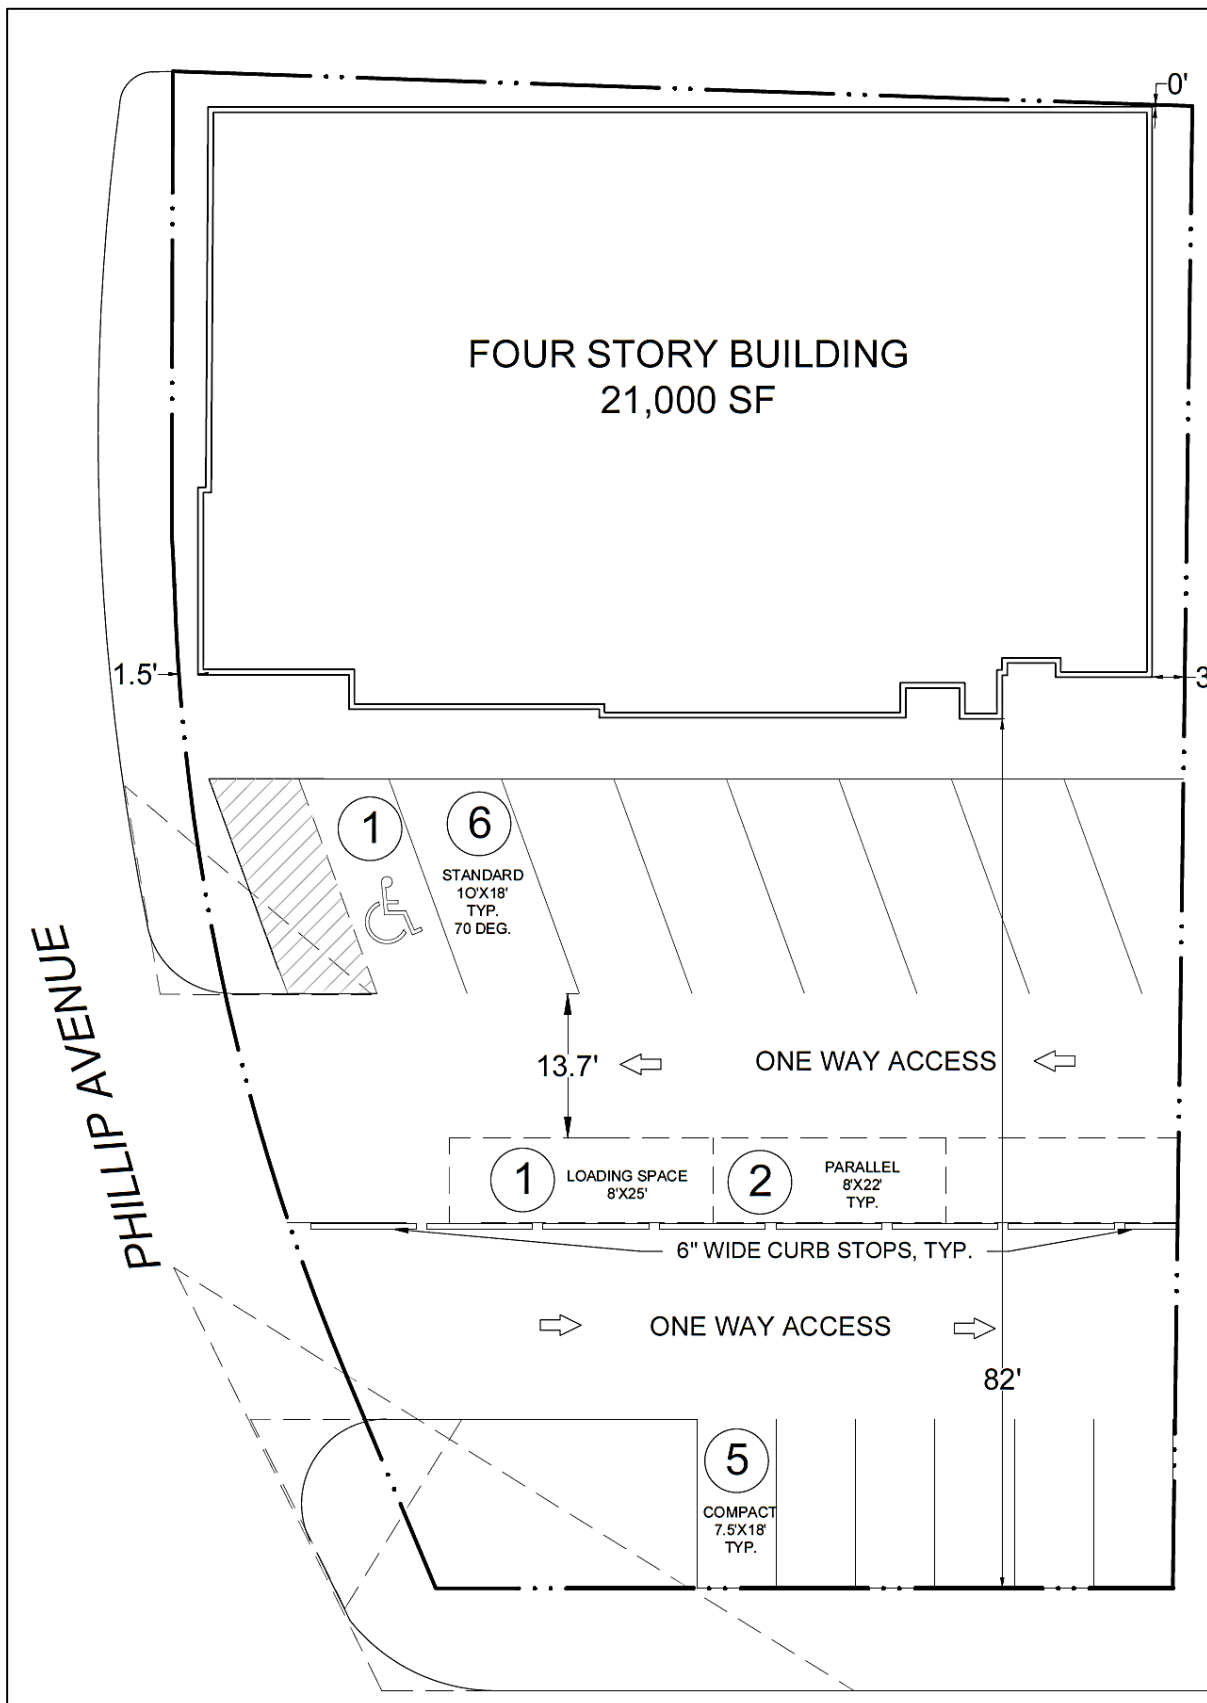 0'
FOUR STORY BUILDING
21,000 SF
1.5'
3
1
6
STANDARD
1O'X18'
TYP.
70 DEG.
PHILLIP AVENUE
13.7'
ONE WAY ACCESS
1
LOADING SPACE
8'X25'
2
PARALLEL
8'X22'
TYP.
6" WIDE CURB STOPS, TYP.
ONE WAY ACCESS
82'
5
COMPACT
7.5'X18'
TYP.